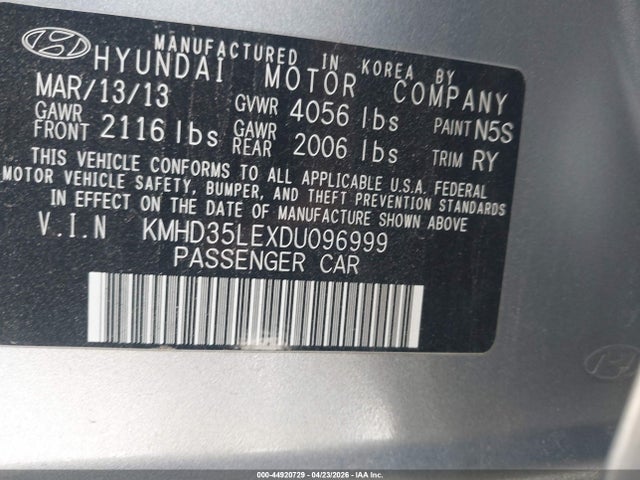 MANUFACTURED IN KOREA BY
HYUNDAI MOTOR COMPANY
MAR/13/13 GVWR 4056 lbs PAINT N5S
GAWR FRONT 2116 lbs GAWR REAR 2006 lbs TRIM RY
THIS VEHICLE CONFORMS TO ALL APPLICABLE U.S.A. FEDERAL
MOTOR VEHICLE SAFETY, BUMPER, AND THEFT PREVENTION STANDARDS
IN EFFECT ON THE DATE OF MANUFACTURE SHOWN ABOVE
V.I.N KMHD35LEXDU096999
PASSENGER CAR
000-44920729 - 04/23/2026 - IAA Inc.